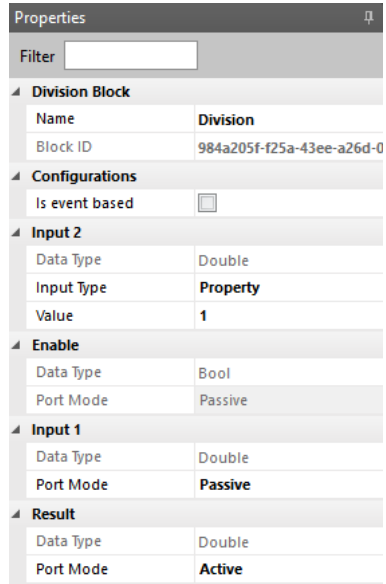 Properties
Filter
Division Block
Name Division
Block ID 984a205f-f25a-43ee-a26d-0
Configurations
Is event based
Input 2
Data Type Double
Input Type Property
Value 1
Enable
Data Type Bool
Port Mode Passive
Input 1
Data Type Double
Port Mode Passive
Result
Data Type Double
Port Mode Active